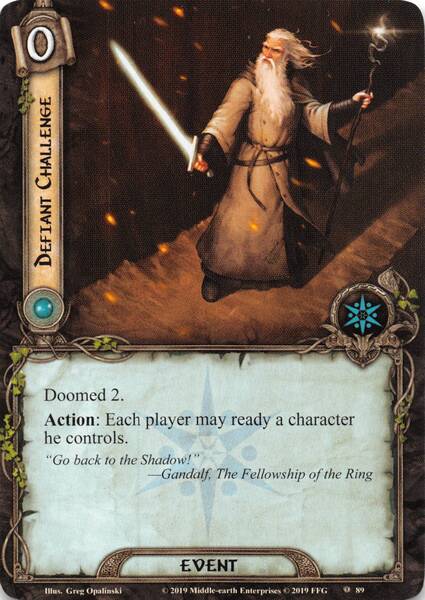 0
DEFIANT CHALLENGE
Doomed 2.
Action: Each player may ready a character
he controls.
“Go back to the Shadow!”
—Gandalf, The Fellowship of the Ring
EVENT
Illus. Greg Opalinski © 2019 Middle-earth Enterprises © 2019 FFG 89